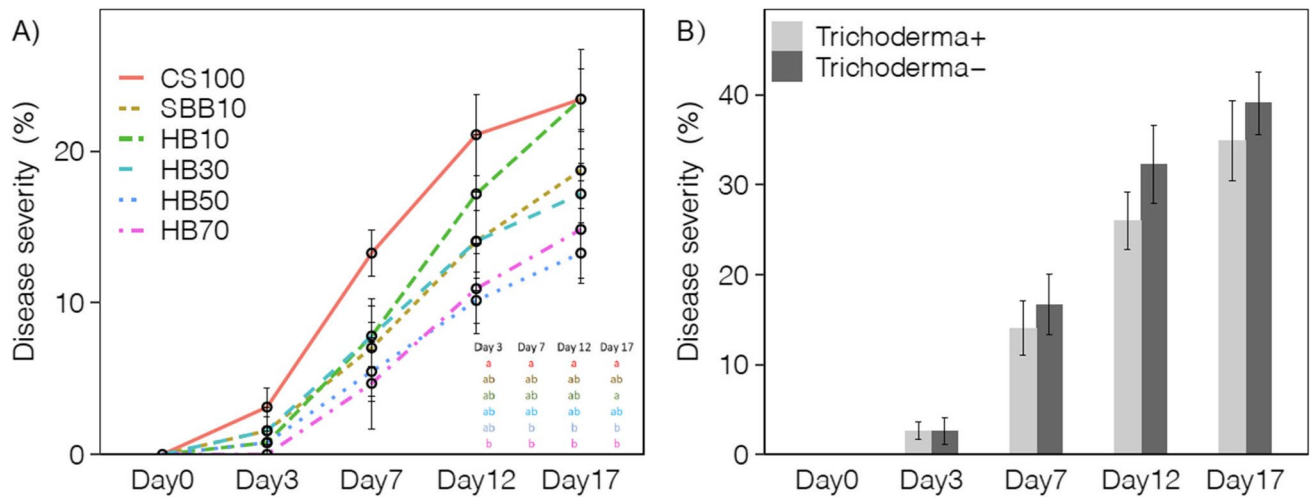 A)
Disease severity (%)
20
10
0
CS100
SBB10
HB10
HB30
HB50
HB70
Day 3 Day 7 Day 12 Day 17
a a a a
ab ab ab ab
ab ab ab a
ab ab ab ab
ab b b b
b b b b
Day0 Day3 Day7 Day12 Day17
B)
Disease severity (%)
40
30
20
10
0
Trichoderma+
Trichoderma−
Day0 Day3 Day7 Day12 Day17